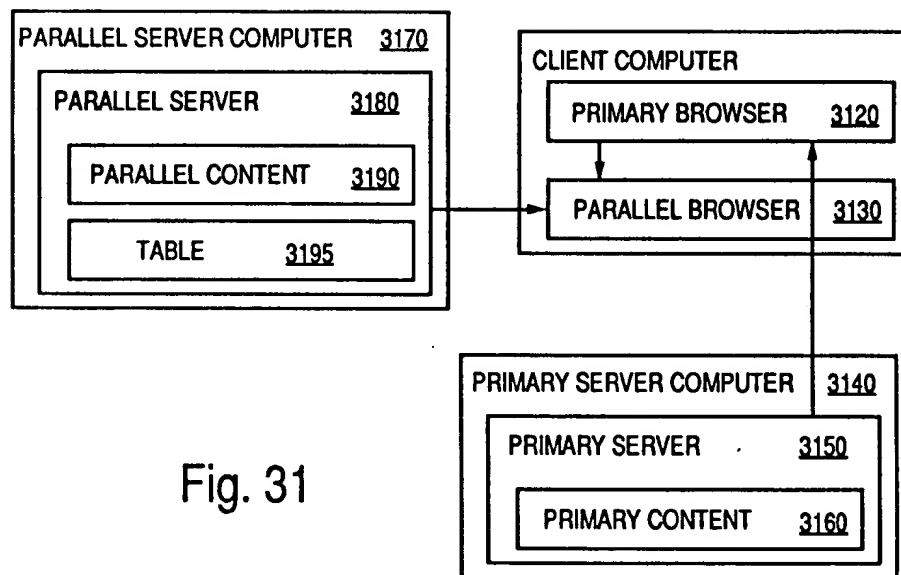 PARALLEL SERVER COMPUTER 3170
PARALLEL SERVER 3180
PARALLEL CONTENT 3190
TABLE 3195
CLIENT COMPUTER
PRIMARY BROWSER 3120
PARALLEL BROWSER 3130
PRIMARY SERVER COMPUTER 3140
PRIMARY SERVER 3150
PRIMARY CONTENT 3160
Fig. 31